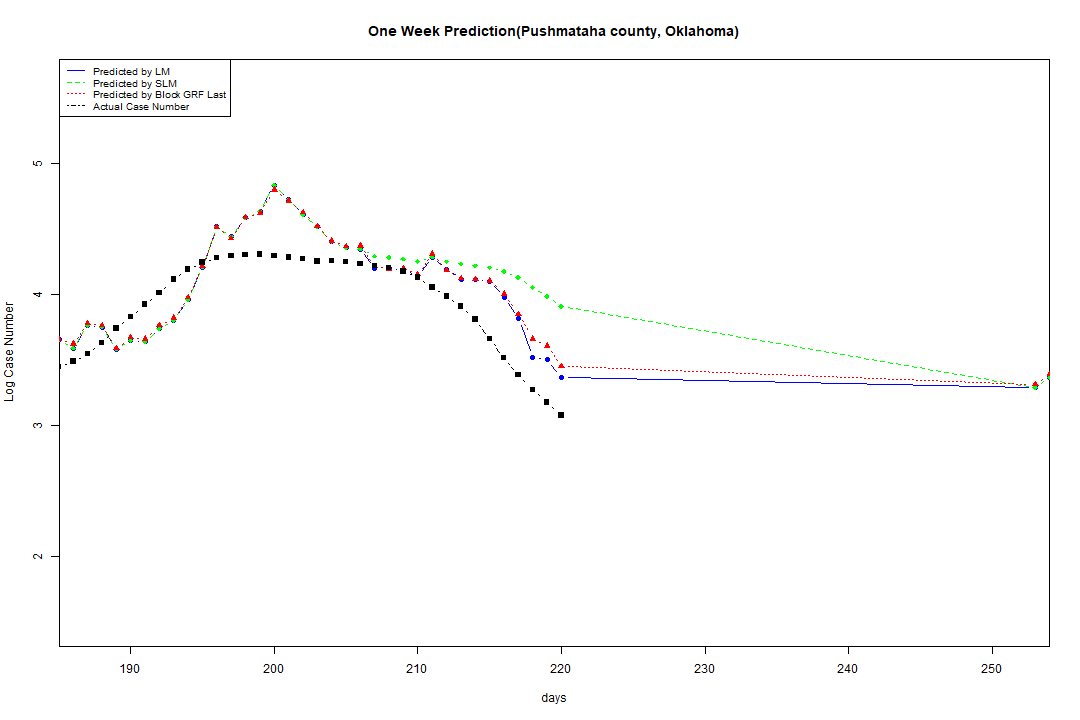 One Week Prediction(Pushmataha county, Oklahoma)
Predicted by LM
Predicted by SLM
Predicted by Block GRF Last
Actual Case Number
5
4
3
2
Log Case Number
190 200 210 220 230 240 250
days